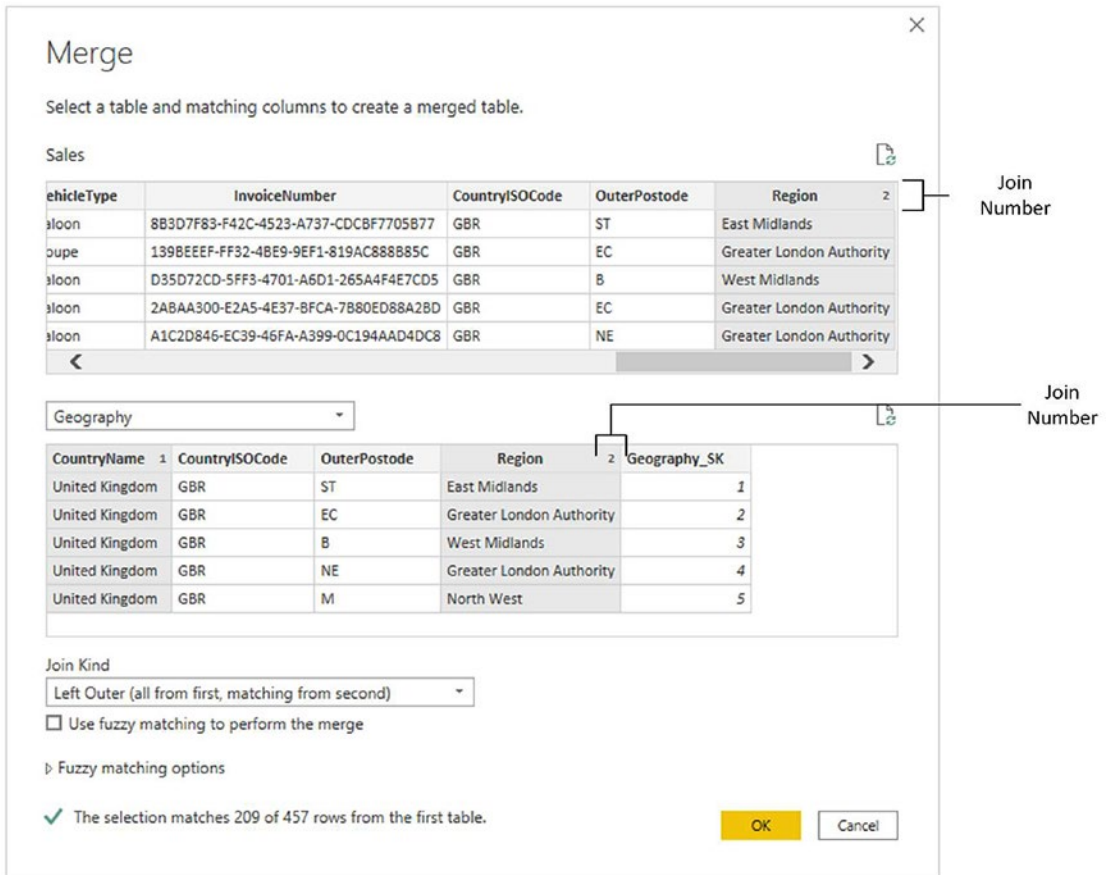 Merge
Select a table and matching columns to create a merged table.
Sales
ehicleType InvoiceNumber CountryISOCode OuterPostode Region 2
aloon 8B3D7F83-F42C-4523-A737-CDCBF7705B77 GBR ST East Midlands
oupe 139BEEEF-FF32-4BE9-9EF1-819AC888B85C GBR EC Greater London Authority
aloon D35D72CD-5FF3-4701-A6D1-265A4F4E7CD5 GBR B West Midlands
aloon 2ABAA300-E2A5-4E37-BFCA-7B80ED88A2BD GBR EC Greater London Authority
aloon A1C2D846-EC39-46FA-A399-0C194AAD4DC8 GBR NE Greater London Authority
Join
Number
Geography
Join
Number
CountryName 1 CountryISOCode OuterPostode Region 2 Geography_SK
United Kingdom GBR ST East Midlands 1
United Kingdom GBR EC Greater London Authority 2
United Kingdom GBR B West Midlands 3
United Kingdom GBR NE Greater London Authority 4
United Kingdom GBR M North West 5
Join Kind
Left Outer (all from first, matching from second)
Use fuzzy matching to perform the merge
Fuzzy matching options
The selection matches 209 of 457 rows from the first table.
OK Cancel